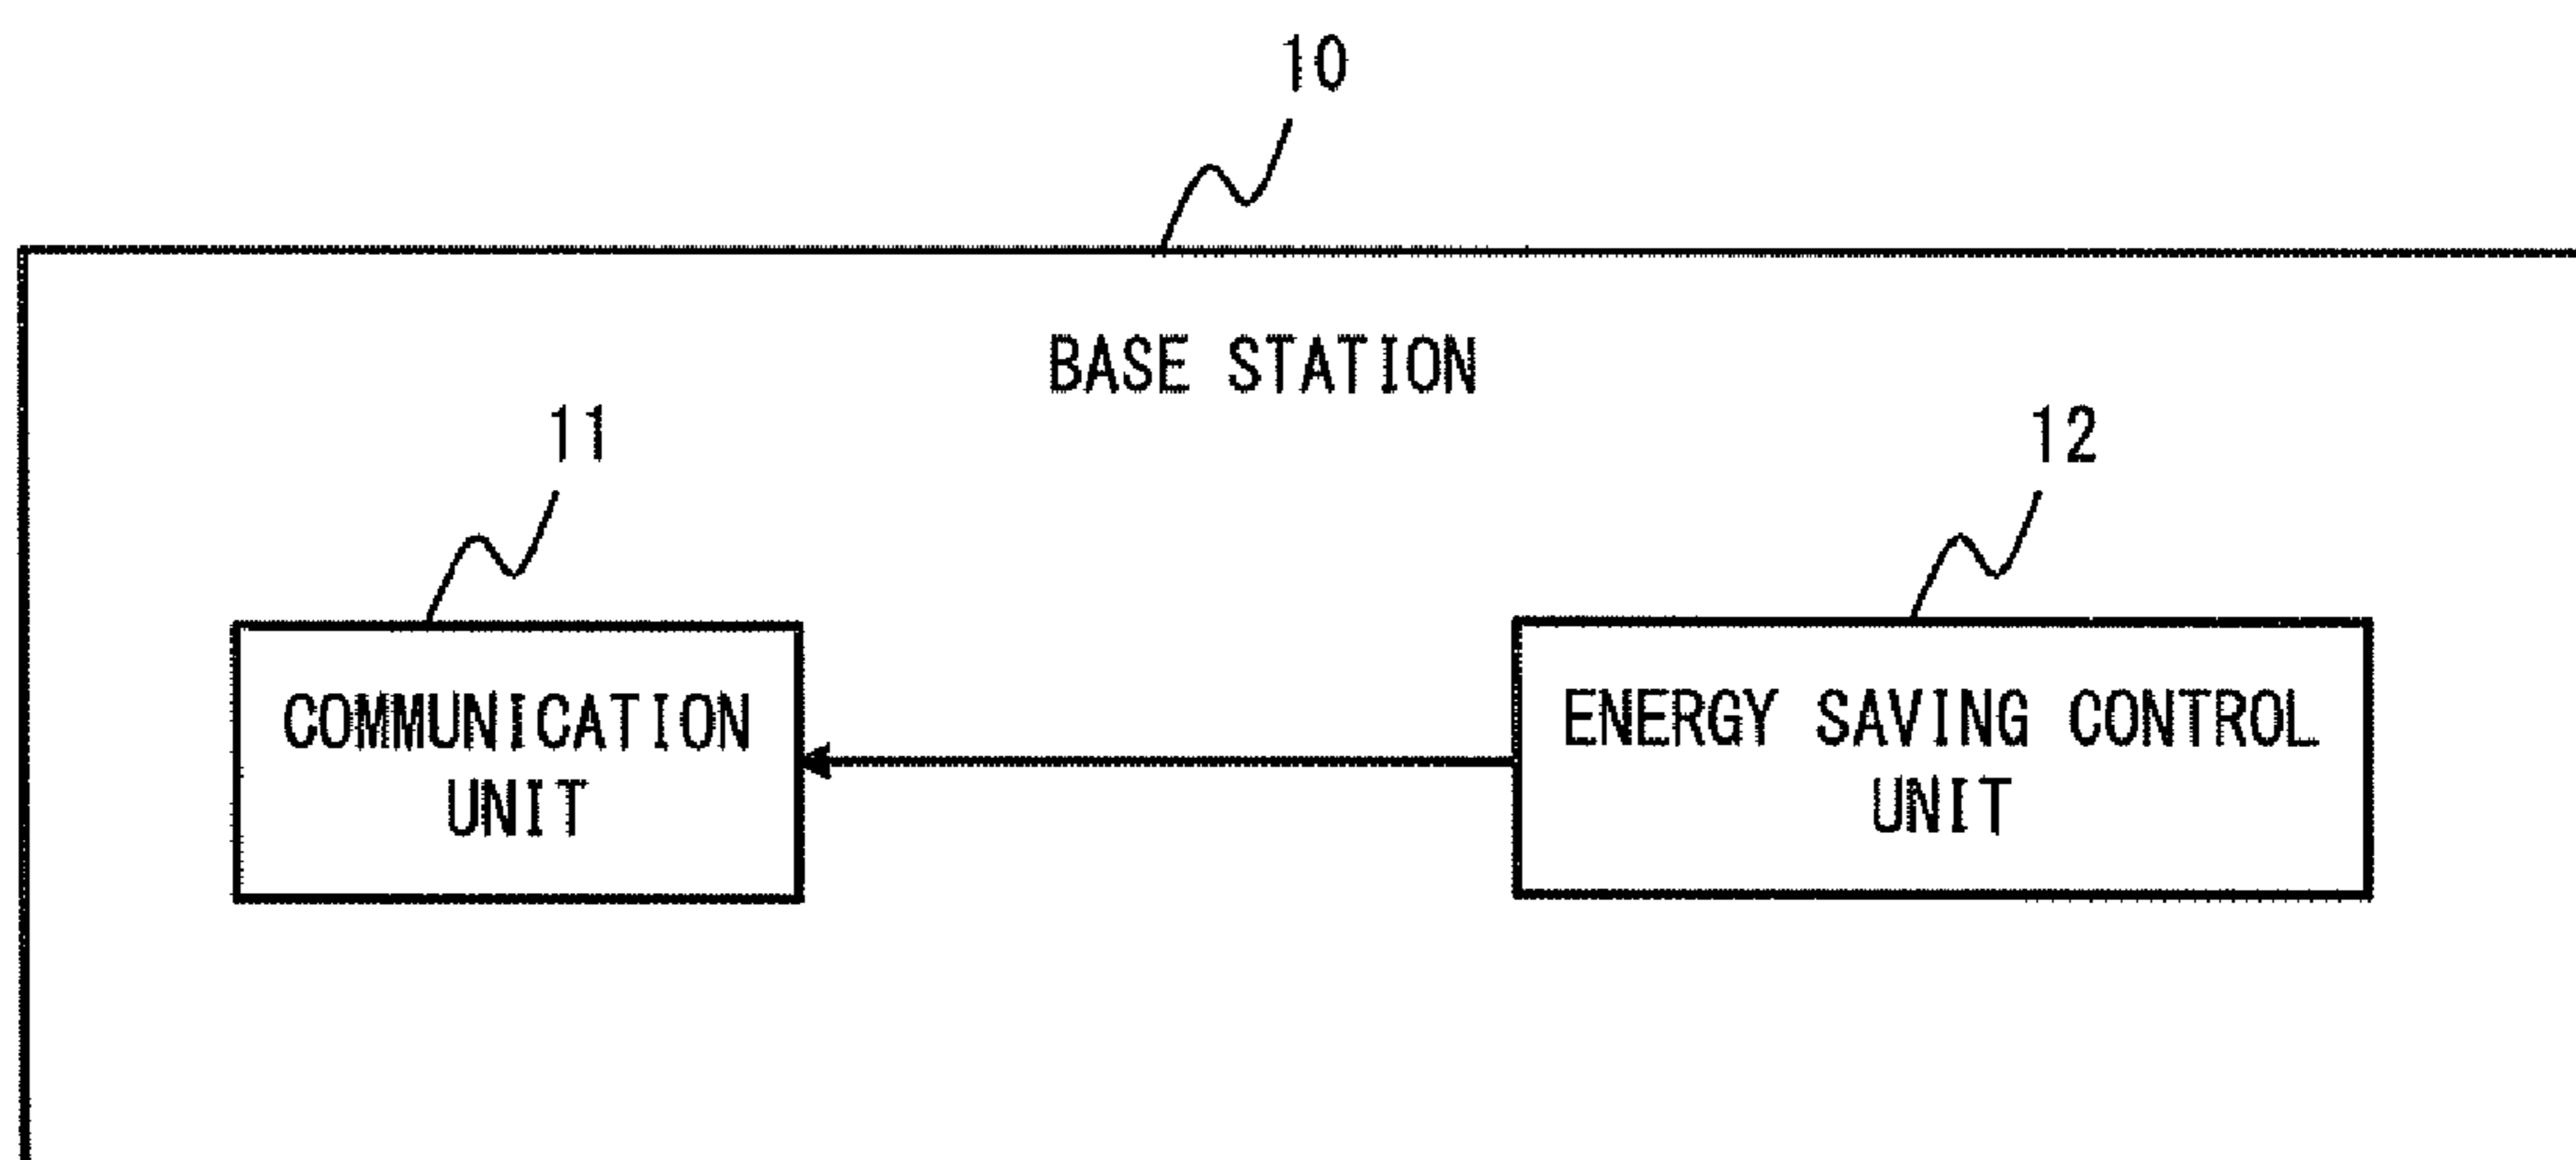 10
BASE STATION
11
12
COMMUNICATION
UNIT
ENERGY SAVING CONTROL
UNIT